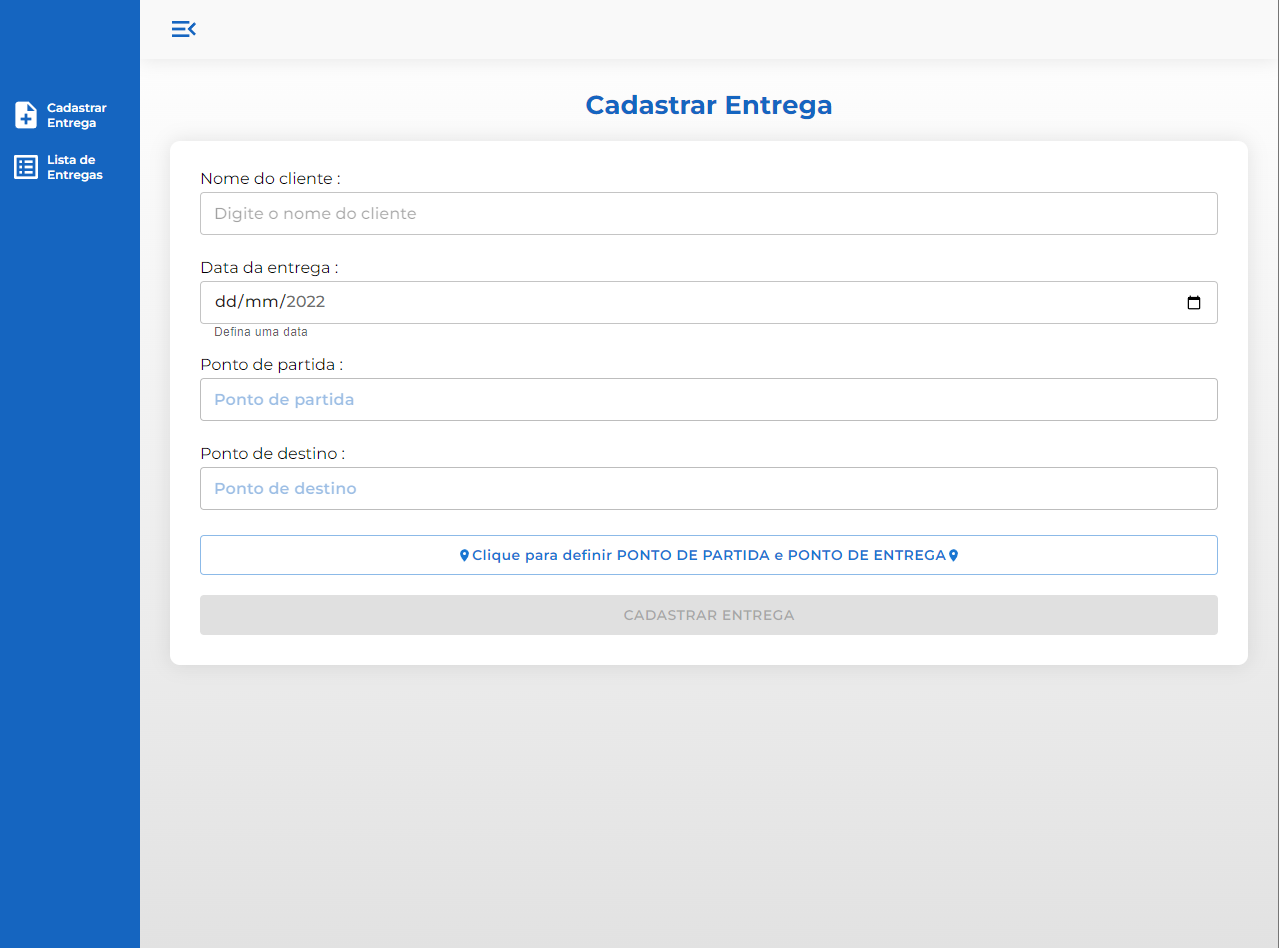 Cadastrar
Entrega
Lista de
Entregas
Cadastrar Entrega
Nome do cliente :
Digite o nome do cliente
Data da entrega :
dd/mm/2022
Defina uma data
Ponto de partida :
Ponto de partida
Ponto de destino :
Ponto de destino
Clique para definir PONTO DE PARTIDA e PONTO DE ENTREGA
CADASTRAR ENTREGA